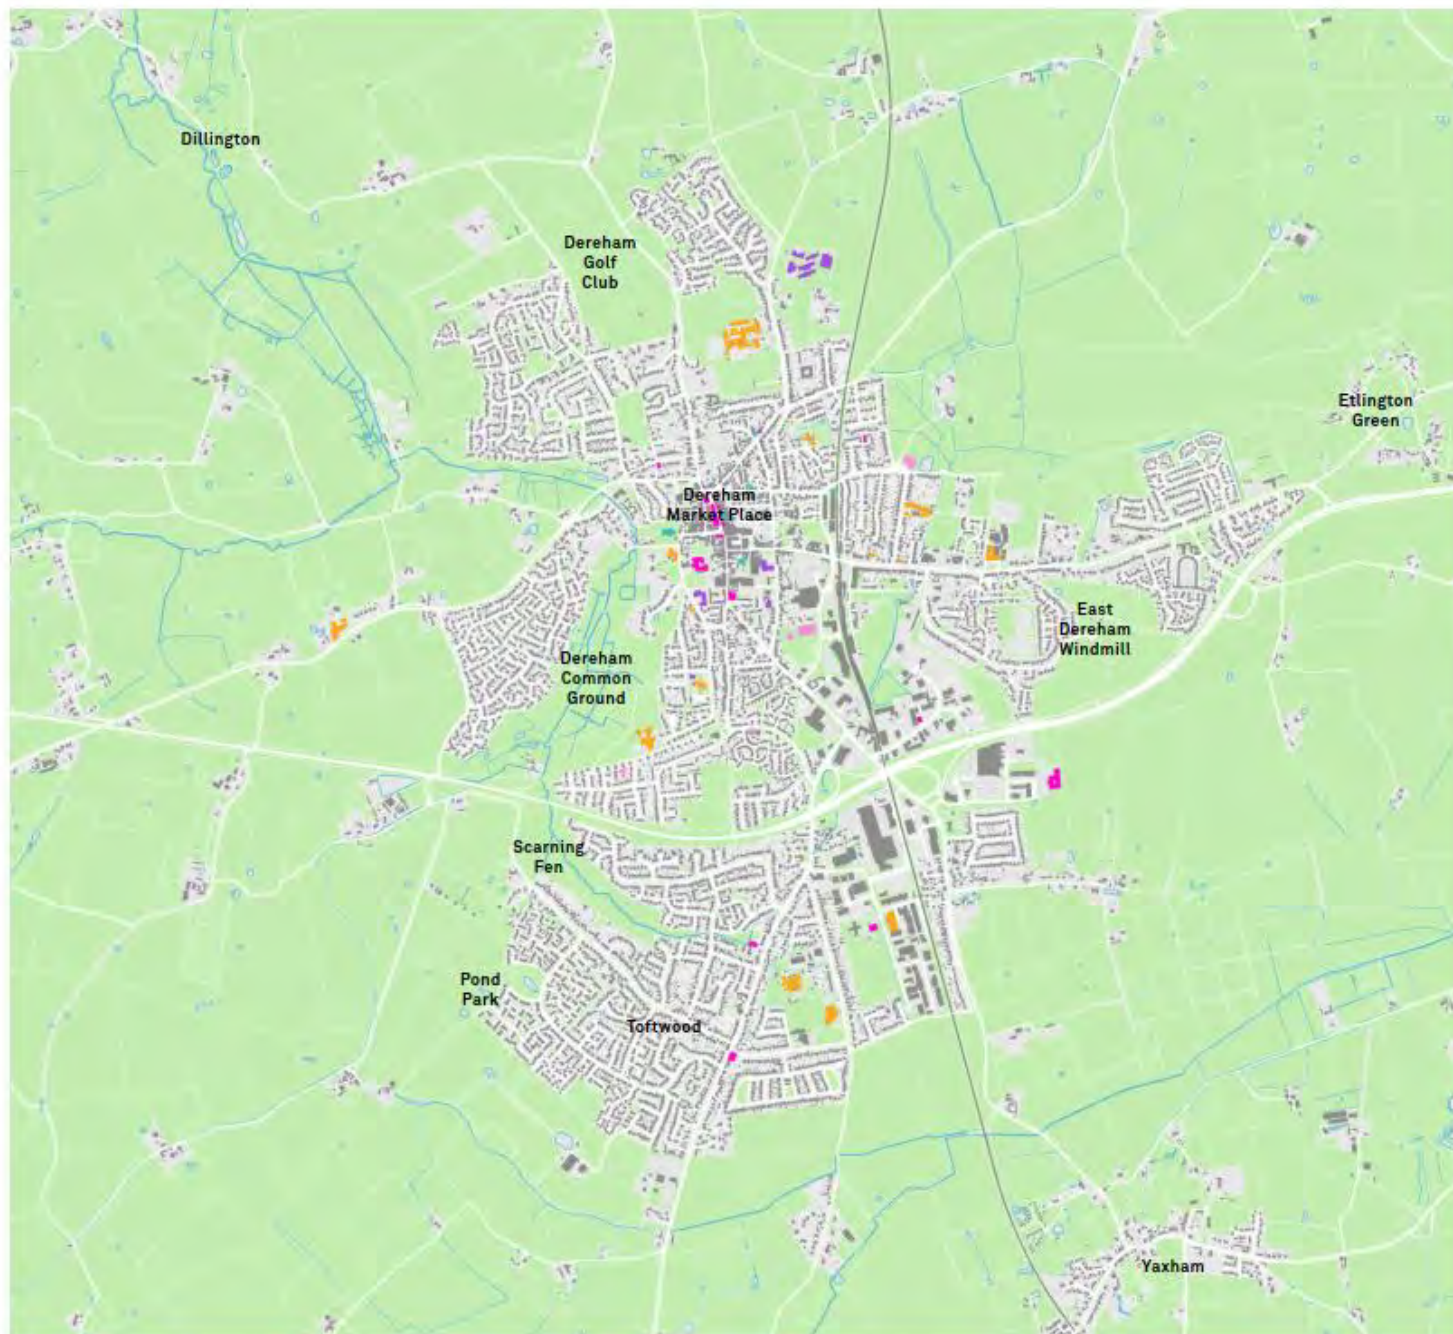 Dillington
Dereham
Golf
Club
Etlington
Green
Dereham
Market Place
East
Dereham
Windmill
Dereham
Common
Ground
Scarning
Fen
Pond
Park
Toftwood
Yaxham